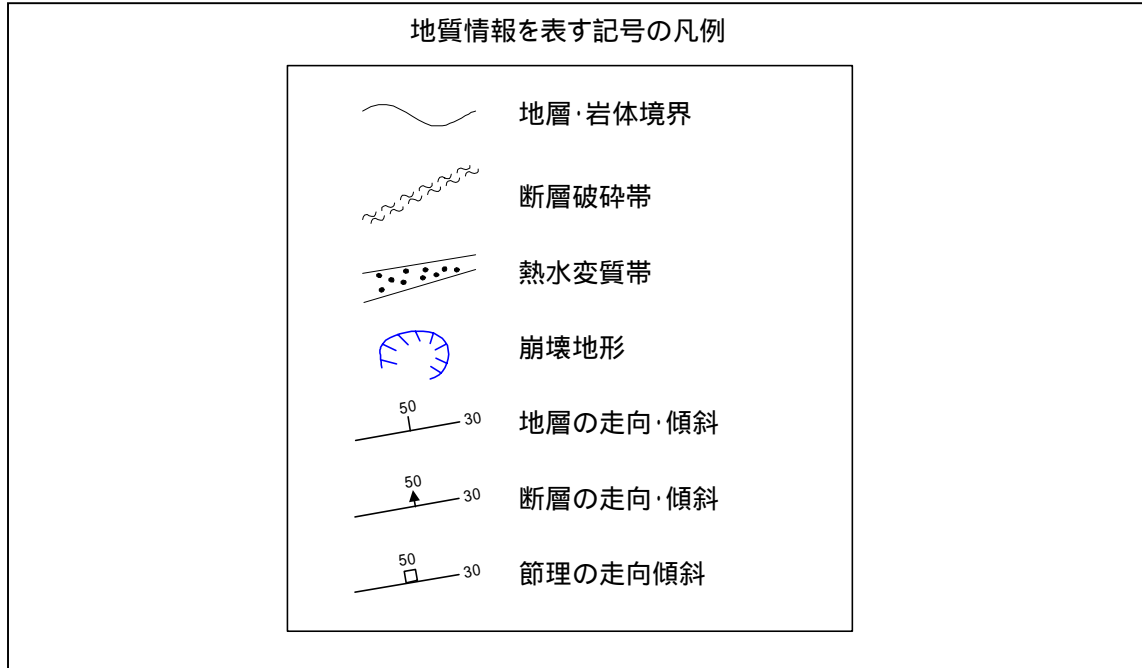 地質情報を表す記号の凡例
地層・岩体境界
断層破砕帯
熱水変質帯
崩壊地形
50
30
地層の走向・傾斜
50
30
断層の走向・傾斜
50
30
節理の走向傾斜